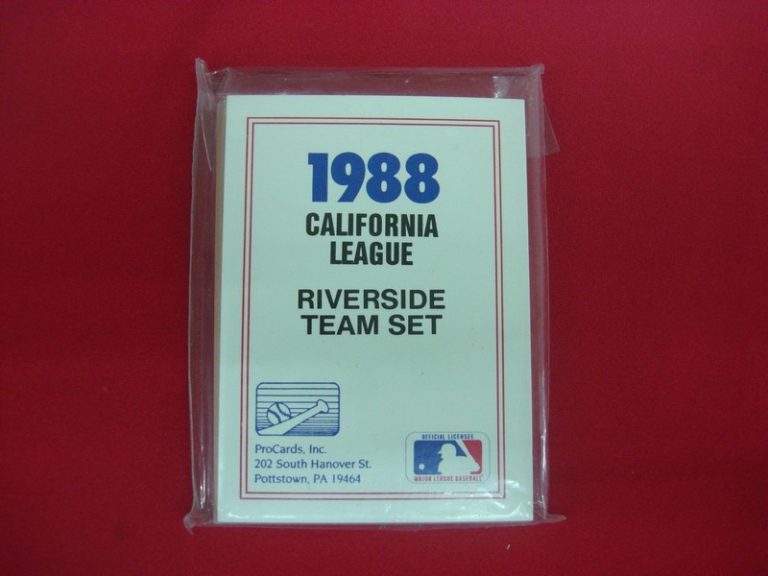 1988
CALIFORNIA
LEAGUE
RIVERSIDE
TEAM SET
ProCards, Inc.
202 South Hanover St.
Pottstown, PA 19464
OFFICIAL LICENSEE
MAJOR LEAGUE BASEBALL